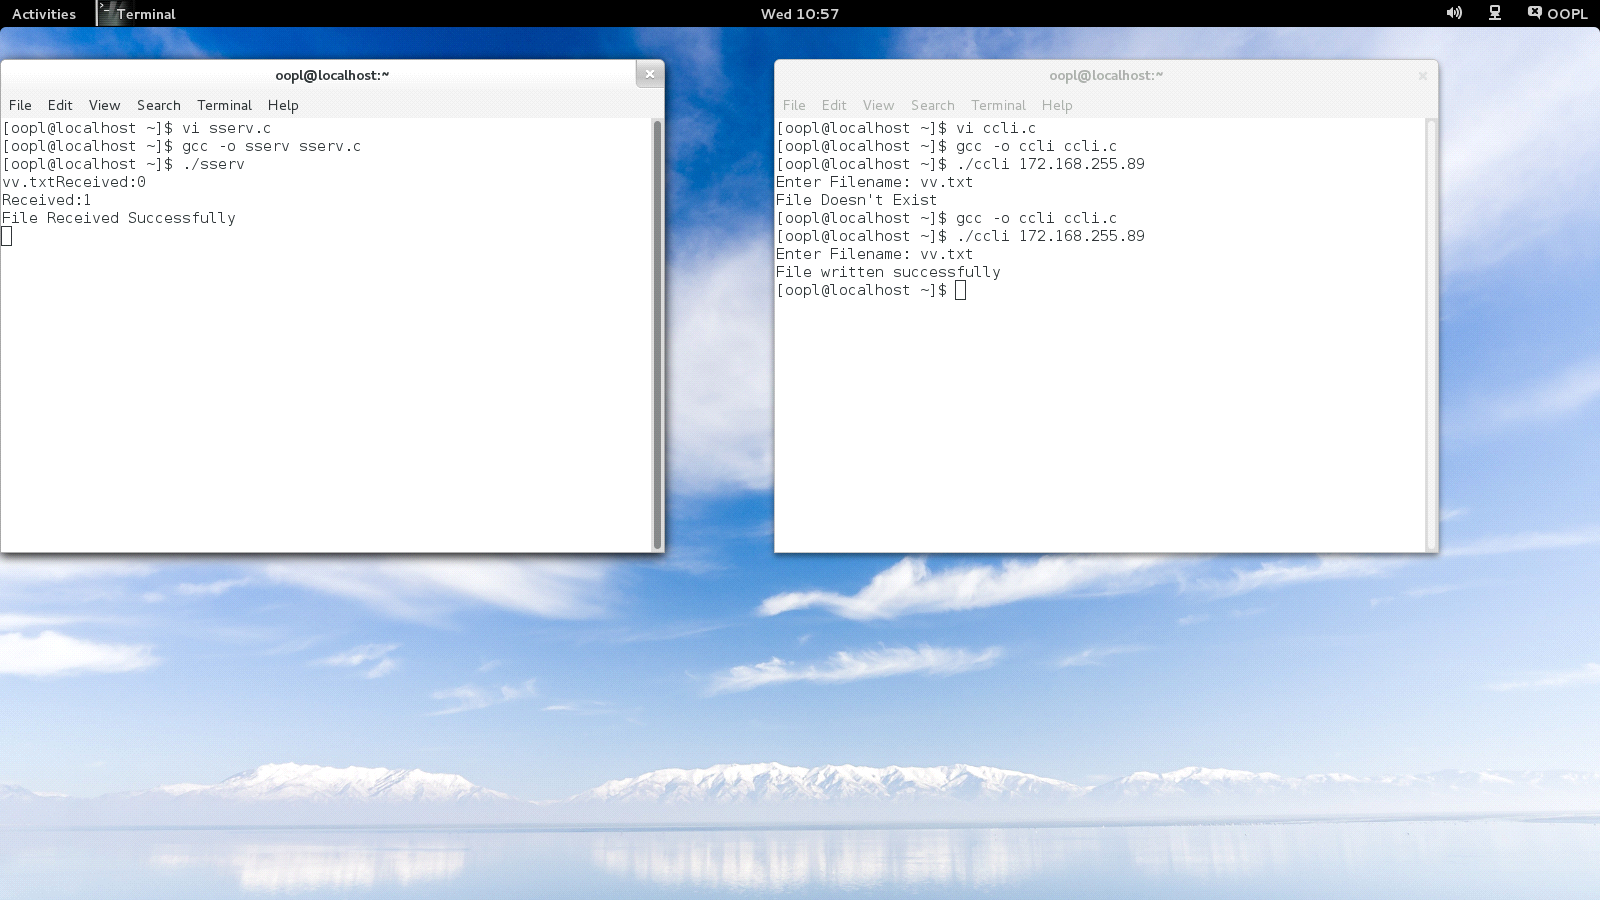 Activities Terminal Wed 10:57 OOPL
oopl@localhost:~
File Edit View Search Terminal Help
[oopl@localhost ~]$ vi sserv.c
[oopl@localhost ~]$ gcc -o sserv sserv.c
[oopl@localhost ~]$ ./sserv
vv.txtReceived:0
Received:1
File Received Successfully
oopl@localhost:~
File Edit View Search Terminal Help
[oopl@localhost ~]$ vi ccli.c
[oopl@localhost ~]$ gcc -o ccli ccli.c
[oopl@localhost ~]$ ./ccli 172.168.255.89
Enter Filename: vv.txt
File Doesn't Exist
[oopl@localhost ~]$ gcc -o ccli ccli.c
[oopl@localhost ~]$ ./ccli 172.168.255.89
Enter Filename: vv.txt
File written successfully
[oopl@localhost ~]$